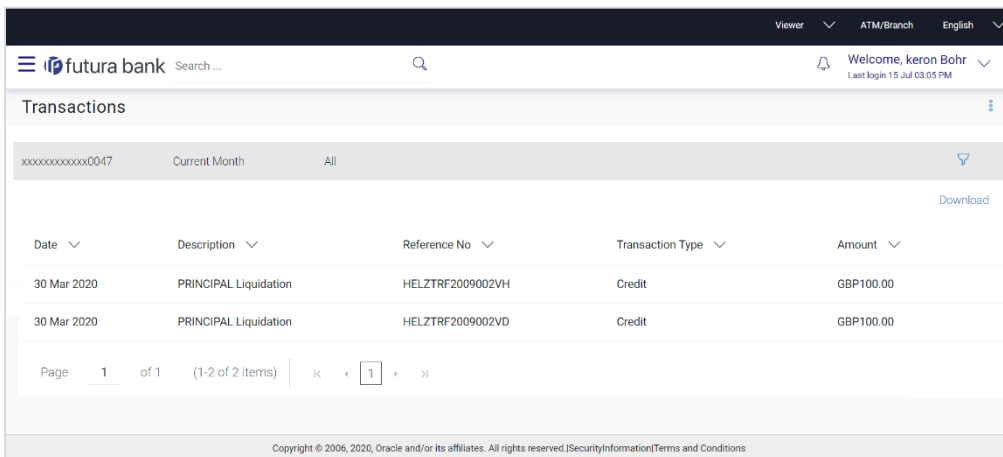 Viewer ATM/Branch English
futura bank Search ... Welcome, keron Bohr
Last login 15 Jul 03:05 PM
Transactions
xxxxxxxxxxxx0047 Current Month All
Download
Date Description Reference No Transaction Type Amount
30 Mar 2020 PRINCIPAL Liquidation HELZTRF2009002VH Credit GBP100.00
30 Mar 2020 PRINCIPAL Liquidation HELZTRF2009002VD Credit GBP100.00
Page 1 of 1 (1-2 of 2 items) 1
Copyright © 2006, 2020, Oracle and/or its affiliates. All rights reserved.|SecurityInformation|Terms and Conditions